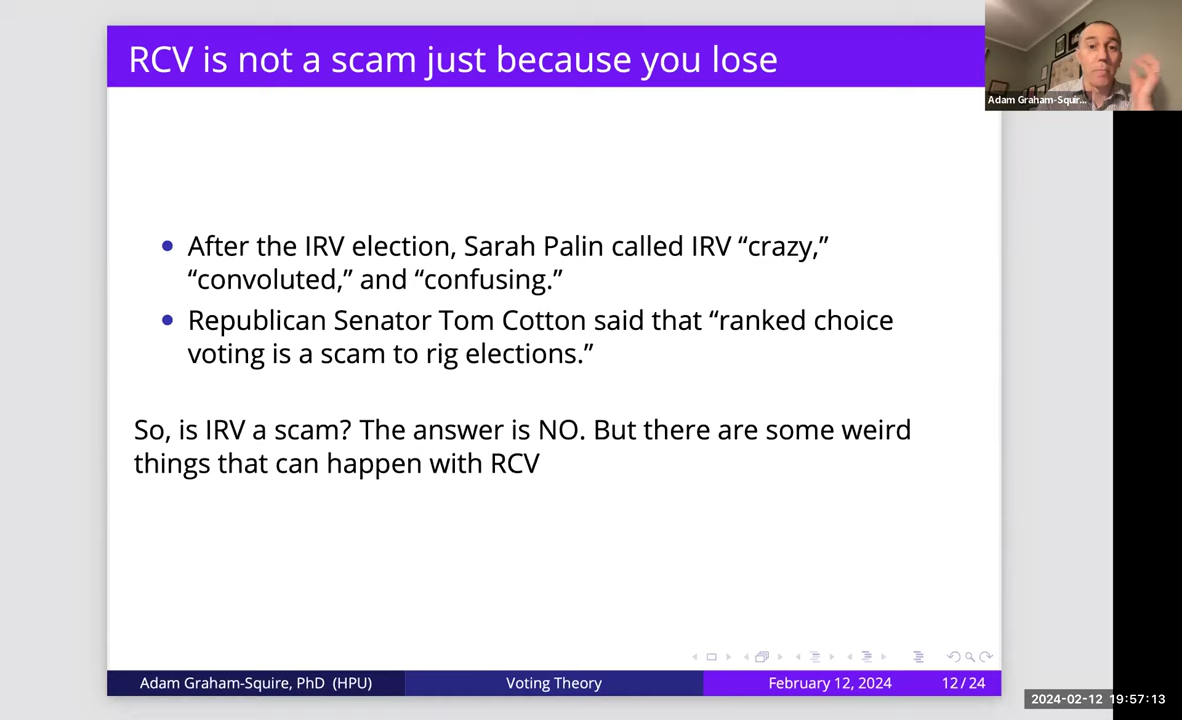 RCV is not a scam just because you lose
Adam Graham-Squir...
• After the IRV election, Sarah Palin called IRV “crazy,”
“convoluted,” and “confusing.”
• Republican Senator Tom Cotton said that “ranked choice
voting is a scam to rig elections.”
So, is IRV a scam? The answer is NO. But there are some weird
things that can happen with RCV
Adam Graham-Squire, PhD (HPU)
Voting Theory
February 12, 2024
12 / 24
2024-02-12 19:57:13